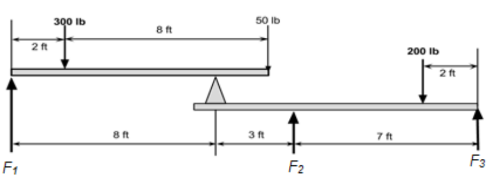 300 lb
50 lb
8 ft
2 ft
200 lb
2 ft
8 ft
3 ft
7 ft
F1
F2
F3